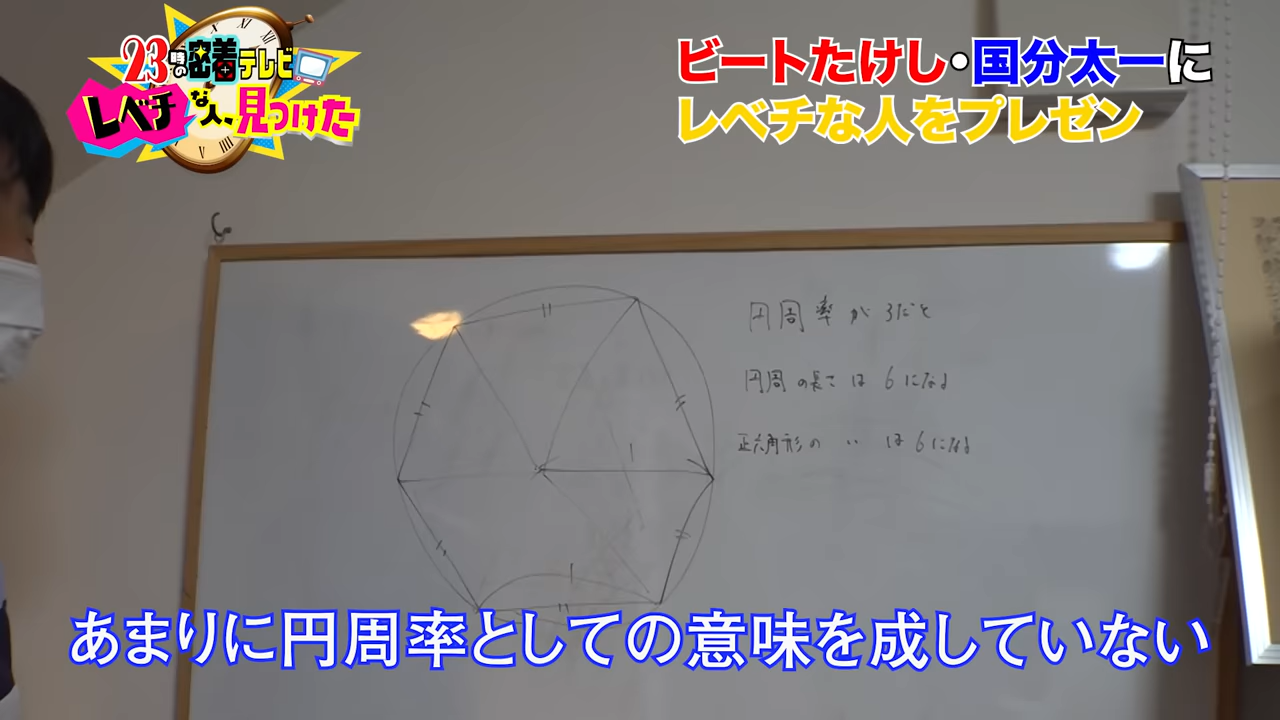 23時の密着テレビ
レベチな人、見つけた
ビートたけし・国分太一に
レベチな人をプレゼン
円周率が3だと
円周の長さは6になる
正六角形の 〃 は6になる
1
1
あまりに円周率としての意味を成していない